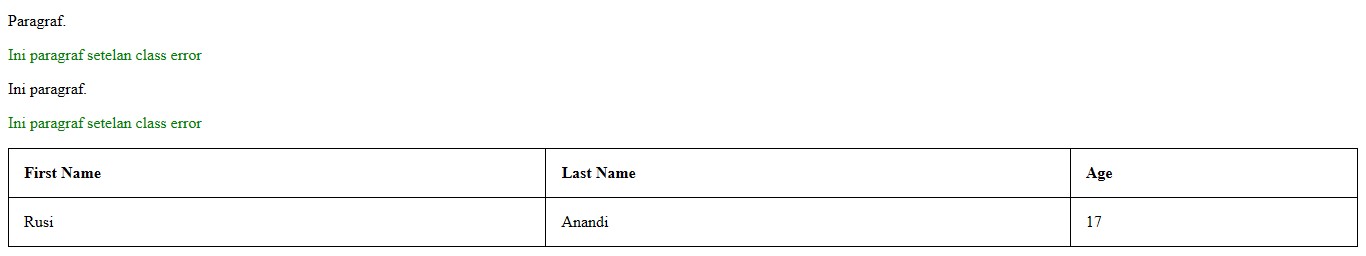 Paragraf.
Ini paragraf setelan class error
Ini paragraf.
Ini paragraf setelan class error
First Name Last Name Age
Rusi Anandi 17